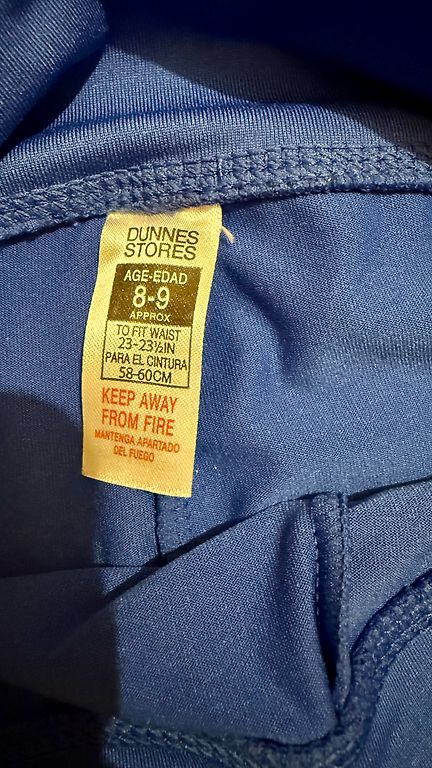 DUNNES
STORES
AGE-EDAD
8-9
APPROX
TO FIT WAIST
23-23½IN
PARA EL CINTURA
58-60CM
KEEP AWAY
FROM FIRE
MANTENGA APARTADO
DEL FUEGO